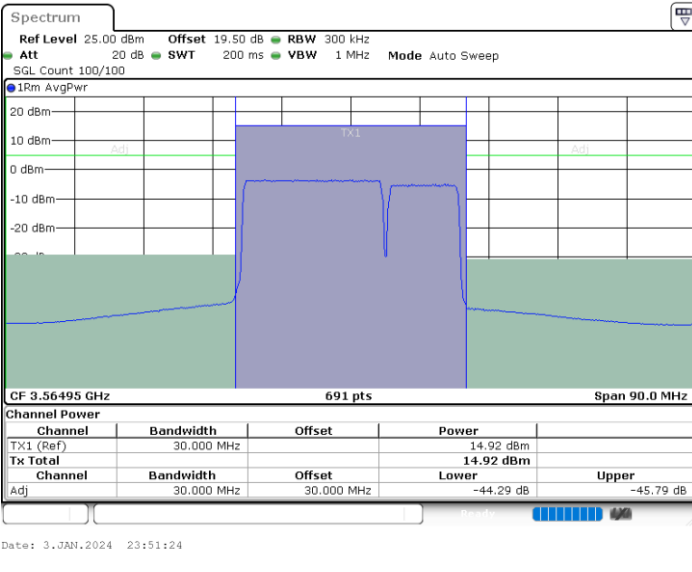 Spectrum
Ref Level 25.00 dBm Offset 19.50 dB RBW 300 kHz
Att 20 dB SWT 200 ms VBW 1 MHz Mode Auto Sweep
SGL Count 100/100
1Rm AvgPwr
20 dBm
TX1
10 dBm
Adj Adj
0 dBm
-10 dBm
-20 dBm
CF 3.56495 GHz 691 pts Span 90.0 MHz
Channel Power
Channel Bandwidth Offset Power
TX1 (Ref) 30.000 MHz 14.92 dBm
Tx Total 14.92 dBm
Channel Bandwidth Offset Lower Upper
Adj 30.000 MHz 30.000 MHz -44.29 dB -45.79 dB
Ready
Date: 3.JAN.2024 23:51:24